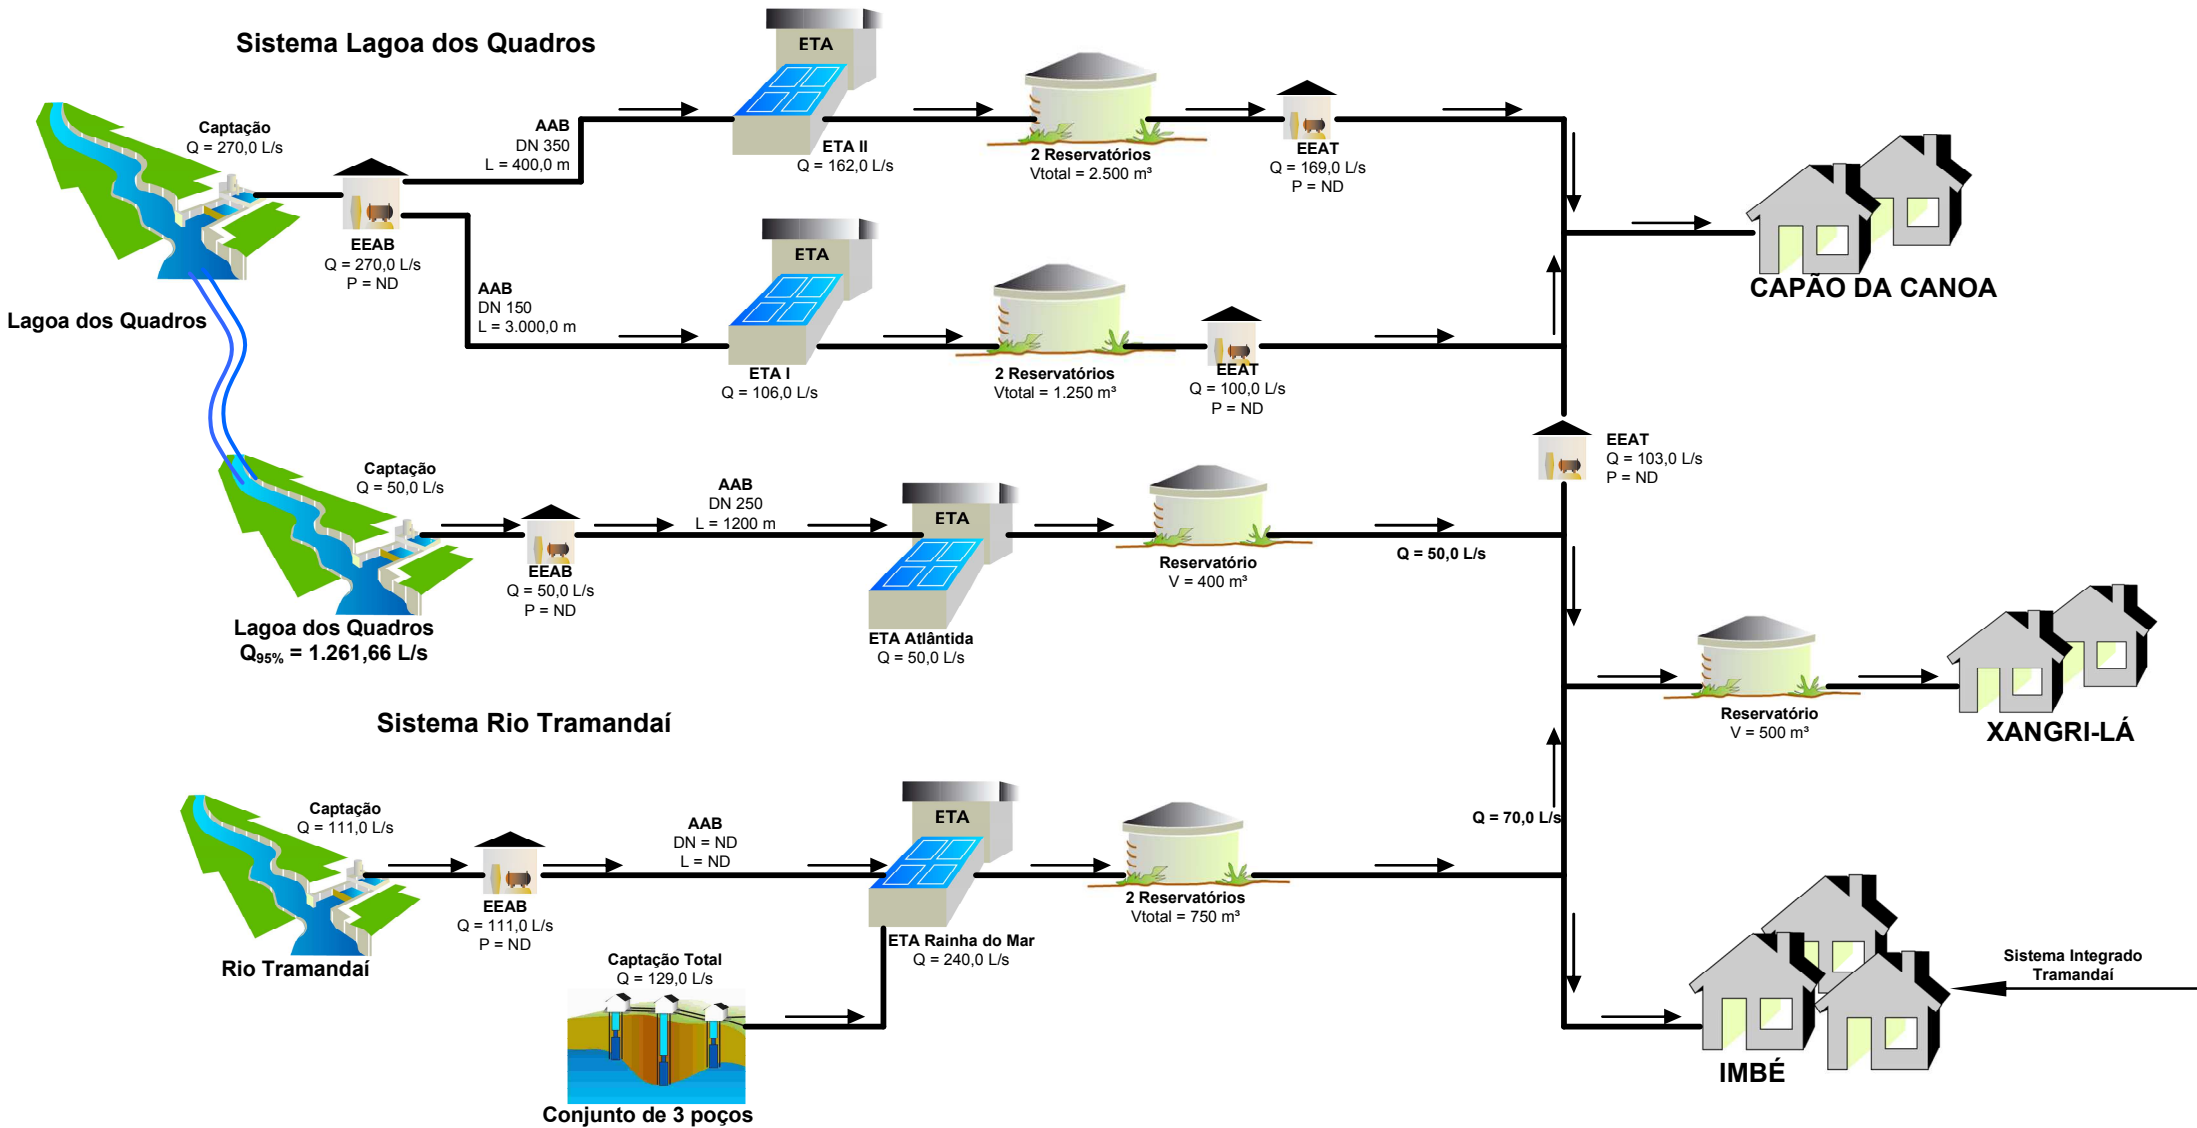 Sistema Lagoa dos Quadros
Captação
Q = 270,0 L/s
EEAB
Q = 270,0 L/s
P = ND
Lagoa dos Quadros
AAB
DN 350
L = 400,0 m
ETA
ETA II
Q = 162,0 L/s
2 Reservatórios
Vtotal = 2.500 m³
EEAT
Q = 169,0 L/s
P = ND
CAPÃO DA CANOA
AAB
DN 150
L = 3.000,0 m
ETA
ETA I
Q = 106,0 L/s
2 Reservatórios
Vtotal = 1.250 m³
EEAT
Q = 100,0 L/s
P = ND
EEAT
Q = 103,0 L/s
P = ND
Captação
Q = 50,0 L/s
EEAB
Q = 50,0 L/s
P = ND
Lagoa dos Quadros
Q95% = 1.261,66 L/s
AAB
DN 250
L = 1200 m
ETA
ETA Atlântida
Q = 50,0 L/s
Reservatório
V = 400 m³
Q = 50,0 L/s
Reservatório
V = 500 m³
XANGRI-LÁ
Sistema Rio Tramandaí
Captação
Q = 111,0 L/s
EEAB
Q = 111,0 L/s
P = ND
Rio Tramandaí
AAB
DN = ND
L = ND
ETA
ETA Rainha do Mar
Q = 240,0 L/s
2 Reservatórios
Vtotal = 750 m³
Q = 70,0 L/s
Captação Total
Q = 129,0 L/s
Conjunto de 3 poços
IMBÉ
Sistema Integrado
Tramandaí